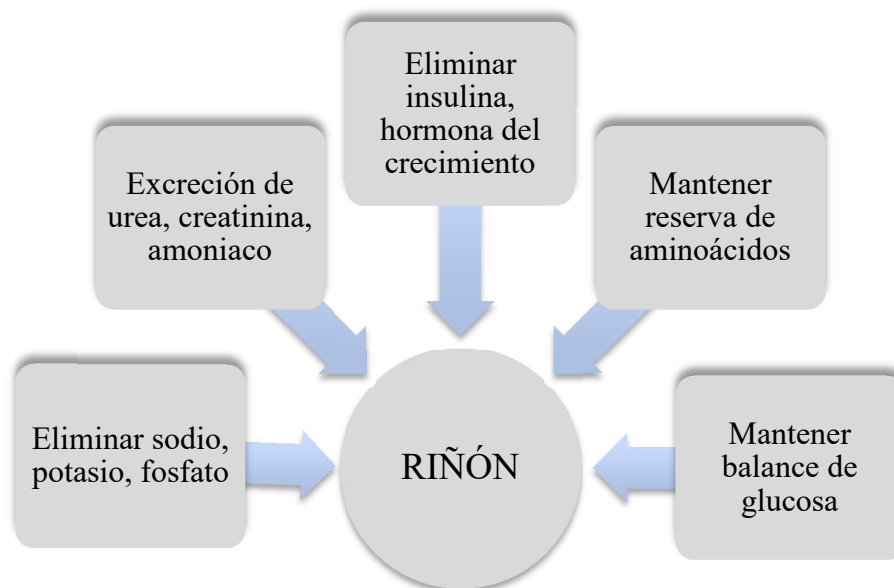 Eliminar
insulina,
hormona del
crecimiento
Excreción de
urea, creatinina,
amoniaco
Mantener
reserva de
aminoácidos
Eliminar sodio,
potasio, fosfato
RIÑÓN
Mantener
balance de
glucosa